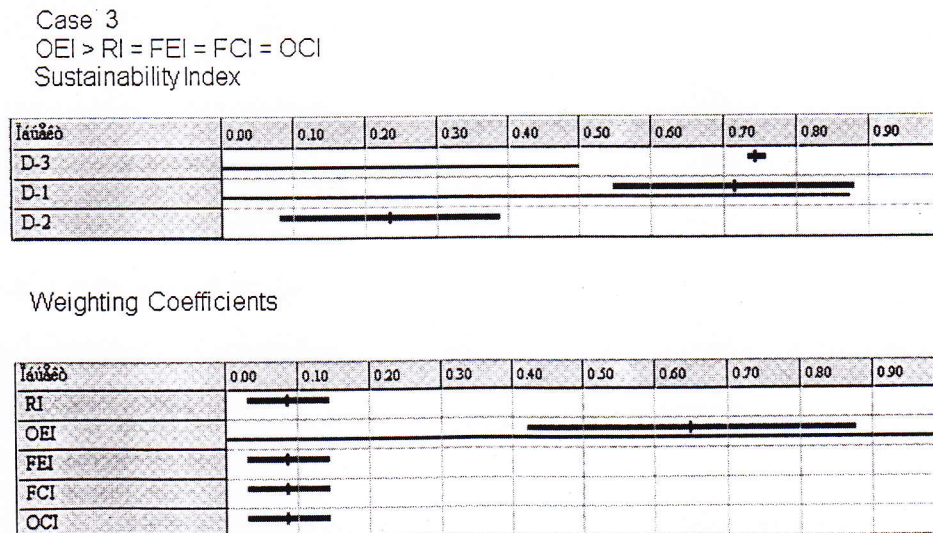 Case 3
OEI > RI = FEI = FCI = OCI
Sustainability Index
Ïáúåêò 0.00 0.10 0.20 0.30 0.40 0.50 0.60 0.70 0.80 0.90
D-3
D-1
D-2
Weighting Coefficients
Ïáúåêò 0.00 0.10 0.20 0.30 0.40 0.50 0.60 0.70 0.80 0.90
RI
OEI
FEI
FCI
OCI